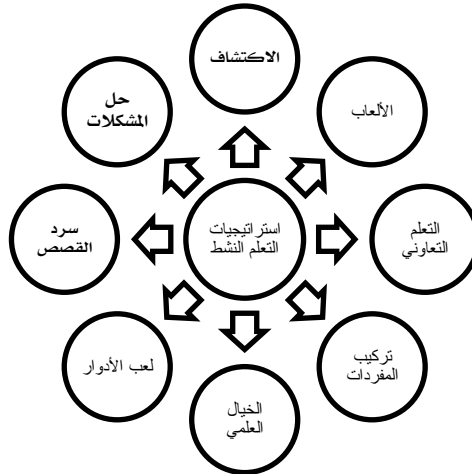 الاكتشاف
الألعاب
التعلم
التعاوني
تركيب
المفردات
الخيال
العلمي
لعب الأدوار
سرد
القصص
حل
المشكلات
استراتيجيات
التعلم النشط